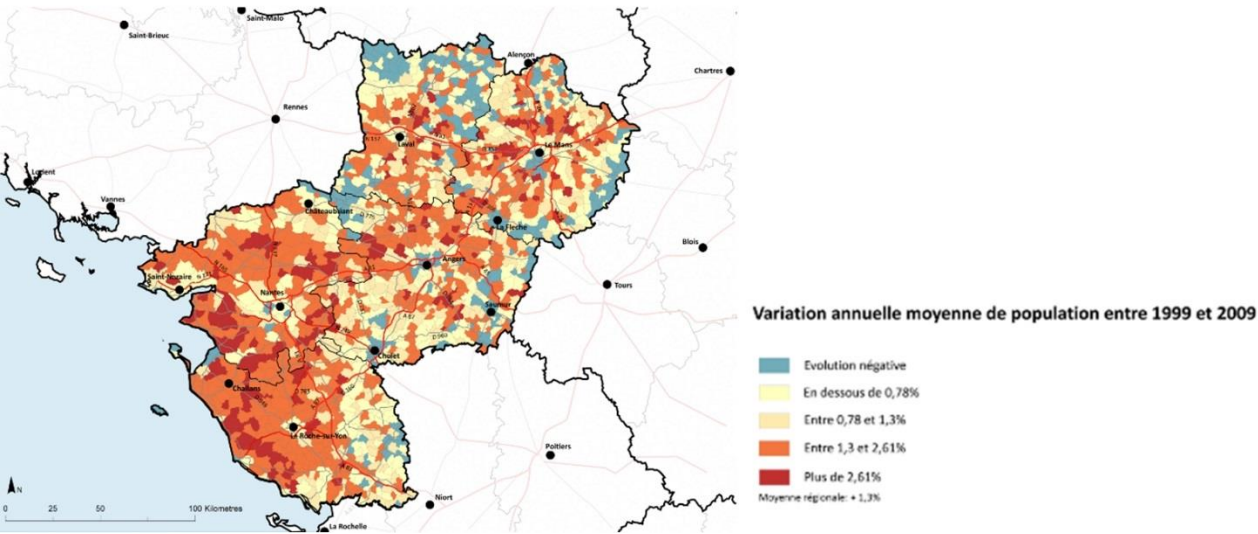 Saint-Malo
Saint-Brieuc
Alençon
Chartres
Rennes
Laval
Le Mans
Lorient
Vannes
Châteaubriant
La Fleche
Blois
Angers
Saint-Nazaire
Tours
Nantes
Saumur
Cholet
Challans
La Roche-sur-Yon
Poitiers
Niort
La Rochelle
N
0 25 50 100 Kilometres
Variation annuelle moyenne de population entre 1999 et 2009
Evolution négative
En dessous de 0,78%
Entre 0,78 et 1,3%
Entre 1,3 et 2,61%
Plus de 2,61%
Moyenne régionale: + 1,3%